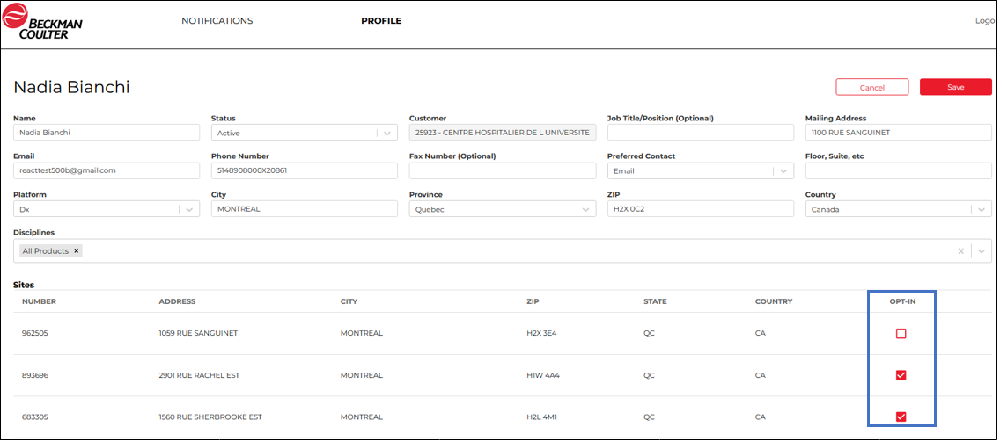 BECKMAN COULTER NOTIFICATIONS PROFILE Logou
Nadia Bianchi Cancel Save
Name Status Customer Job Title/Position (Optional) Mailing Address
Nadia Bianchi Active 25923 - CENTRE HOSPITALIER DE L UNIVERSITE 1100 RUE SANGUINET
Email Phone Number Fax Number (Optional) Preferred Contact Floor, Suite, etc
reacttest500b@gmail.com 5148908000X20861 Email
Platform City Province ZIP Country
Dx MONTREAL Quebec H2X 0C2 Canada
Disciplines
All Products x x
Sites
NUMBER ADDRESS CITY ZIP STATE COUNTRY OPT-IN
962505 1059 RUE SANGUINET MONTREAL H2X 3E4 QC CA
893696 2901 RUE RACHEL EST MONTREAL H1W 4A4 QC CA
683305 1560 RUE SHERBROOKE EST MONTREAL H2L 4M1 QC CA